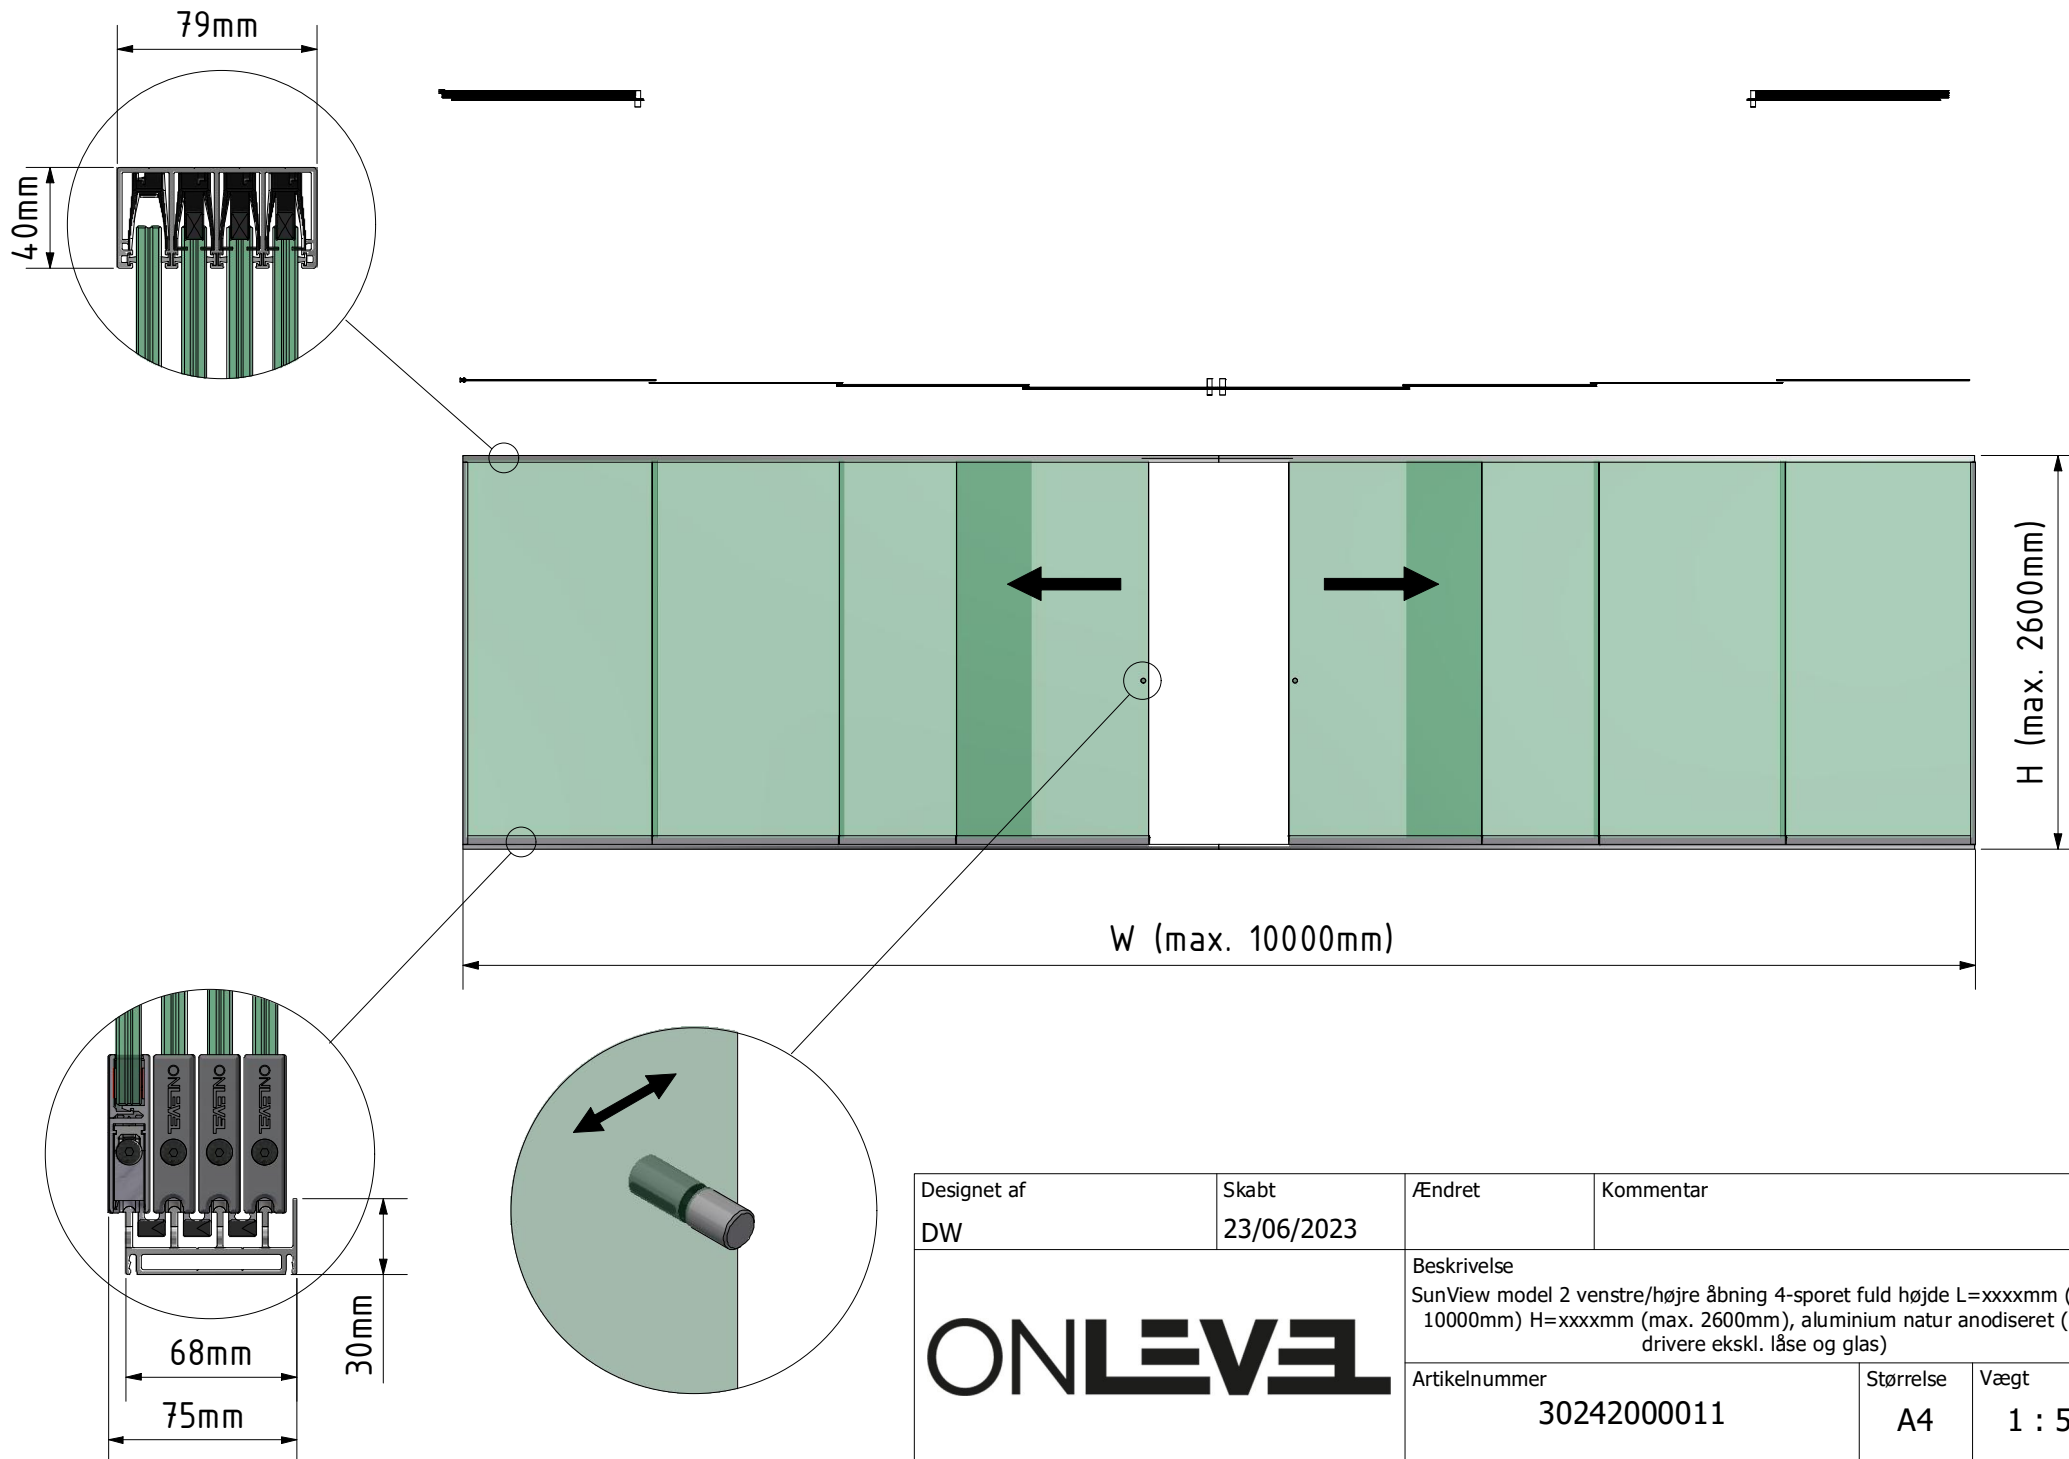 79mm
40mm
H (max. 2600mm)
W (max. 10000mm)
ONLEVEL
ONLEVEL
ONLEVEL
30mm
68mm
75mm
Designet af
DW
Skabt
23/06/2023
Ændret
Kommentar
Beskrivelse
SunView model 2 venstre/højre åbning 4-sporet fuld højde L=xxxxmm (
10000mm) H=xxxxmm (max. 2600mm), aluminium natur anodiseret (
drivere ekskl. låse og glas)
ONLEVEL
Artikelnummer
30242000011
Størrelse
A4
Vægt
1 : 5